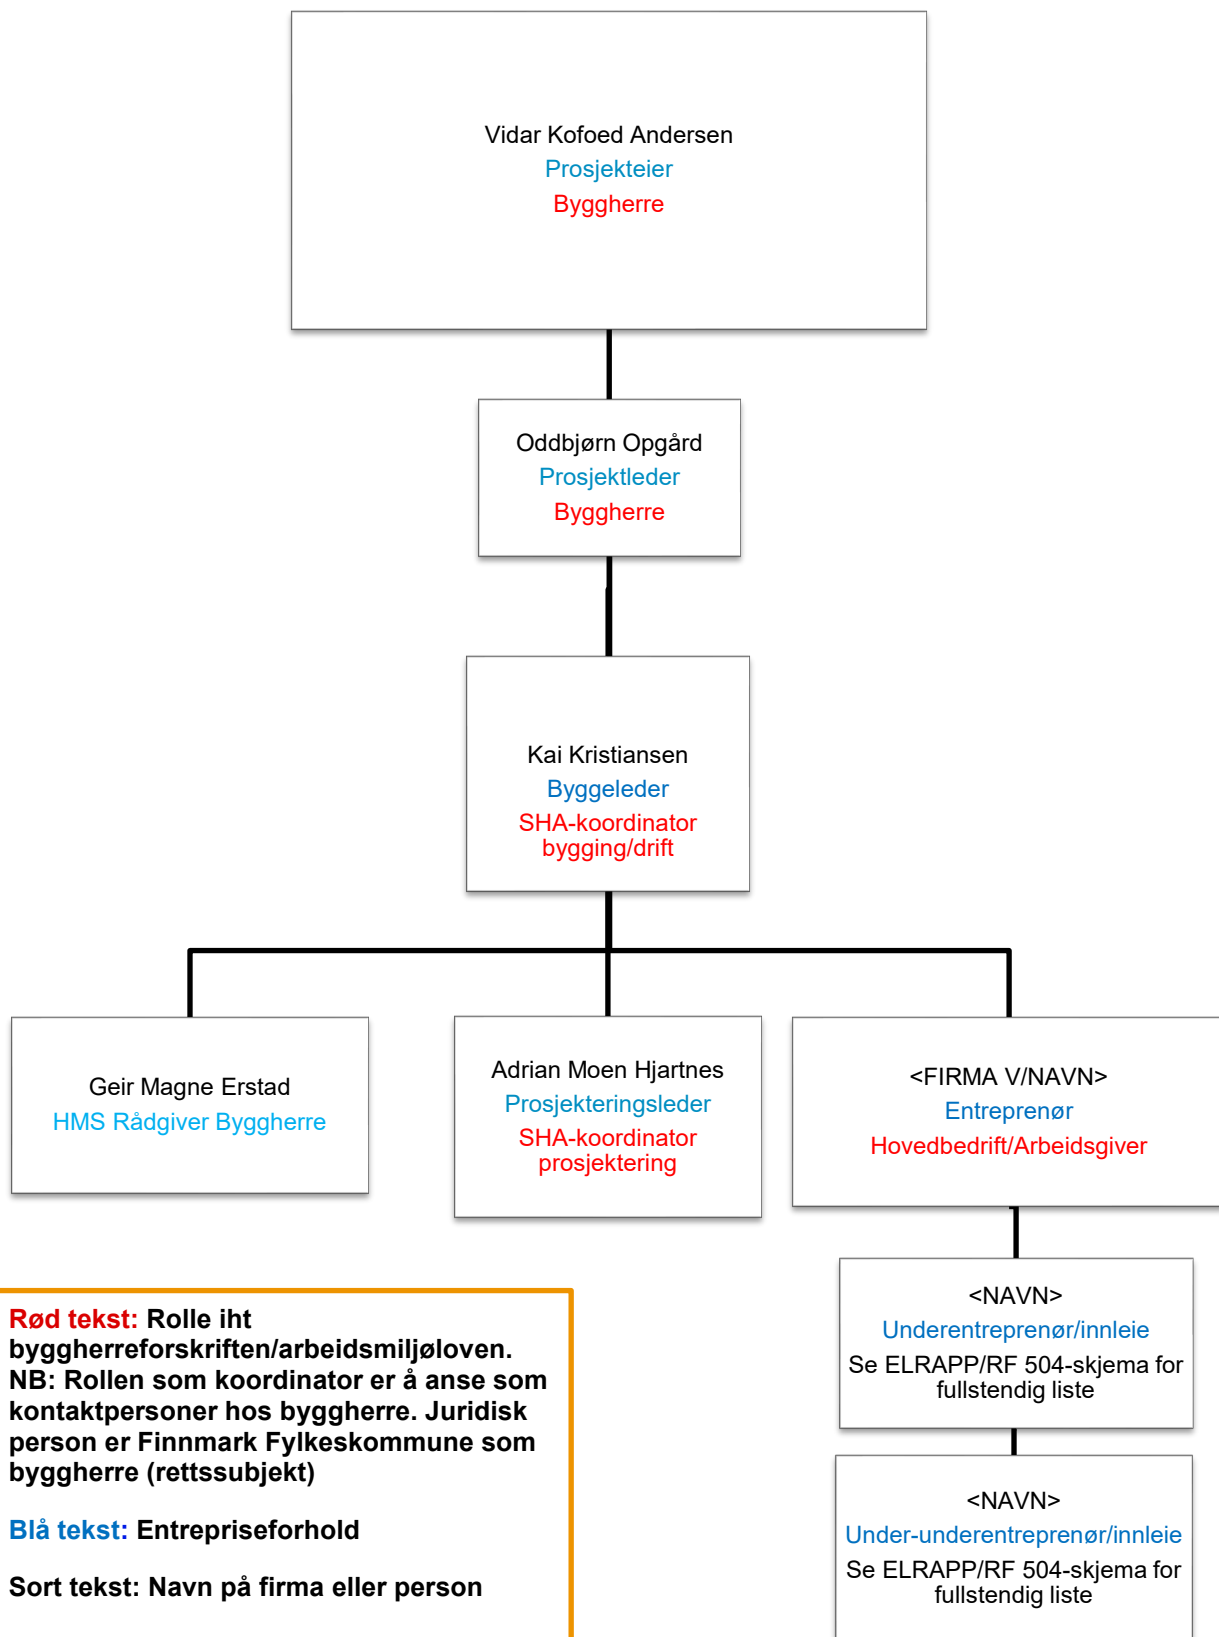 Vidar Kofoed Andersen
Prosjekteier
Byggherre
Oddbjørn Opgård
Prosjektleder
Byggherre
Kai Kristiansen
Byggeleder
SHA-koordinator
bygging/drift
Geir Magne Erstad
HMS Rådgiver Byggherre
Adrian Moen Hjartnes
Prosjekteringsleder
SHA-koordinator
prosjektering
<FIRMA V/NAVN>
Entreprenør
Hovedbedrift/Arbeidsgiver
<NAVN>
Underentreprenør/innleie
Se ELRAPP/RF 504-skjema for
fullstendig liste
<NAVN>
Under-underentreprenør/innleie
Se ELRAPP/RF 504-skjema for
fullstendig liste
Rød tekst: Rolle iht
byggherreforskriften/arbeidsmiljøloven.
NB: Rollen som koordinator er å anse som
kontaktpersoner hos byggherre. Juridisk
person er Finnmark Fylkeskommune som
byggherre (rettssubjekt)
Blå tekst: Entrepriseforhold
Sort tekst: Navn på firma eller person